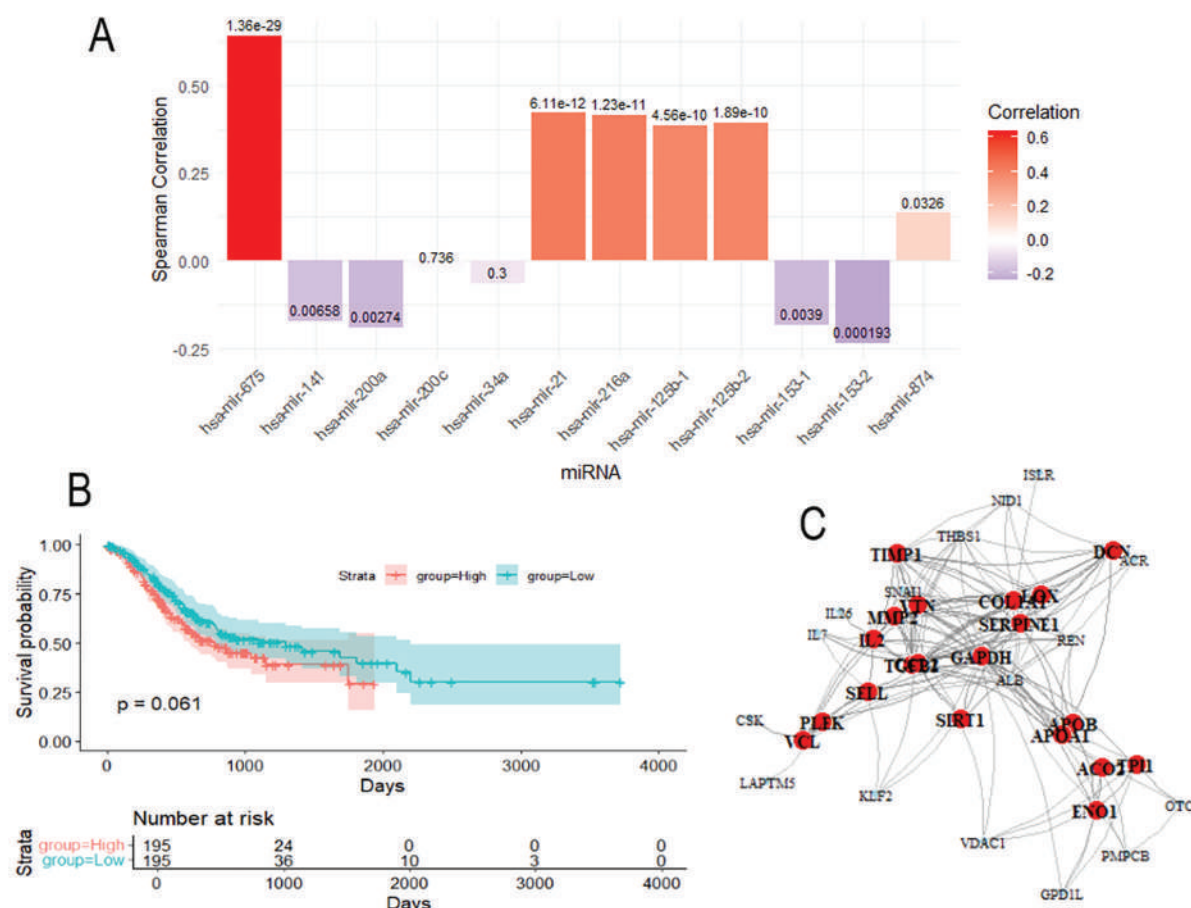 A
1.36e-29
6.11e-12 1.23e-11 4.56e-10 1.89e-10
0.0326
0.736
0.3
0.00658
0.00274
0.0039
0.000193
0.50
0.25
0.00
-0.25
Spearman Correlation
Correlation
0.6
0.4
0.2
0.0
-0.2
hsa-mir-675
hsa-mir-141
hsa-mir-200a
hsa-mir-200c
hsa-mir-34a
hsa-mir-21
hsa-mir-216a
hsa-mir-125b-1
hsa-mir-125b-2
hsa-mir-153-1
hsa-mir-153-2
hsa-mir-874
miRNA
B
Survival probability
1.00
0.75
0.50
0.25
0.00
Strata group=High group=Low
p = 0.061
0 1000 2000 3000 4000
Days
Number at risk
Strata
group=High 195 24 0 0 0
group=Low 195 36 10 3 0
0 1000 2000 3000 4000
Days
C
ISLR
NID1
THBS1
TIMP1
DCN
ACR
SNAI1
LOX
COL1A1
VTN
IL26
MMP2
SERPINE1
IL7
IL2
REN
GAPDH
ALB
SELL
CSK
PLEK
SIRT1
APOB
APOA1
VCL
LAPTM5
KLF2
ACO2
TPI1
OTC
ENO1
VDAC1
PMPCB
GPD1L